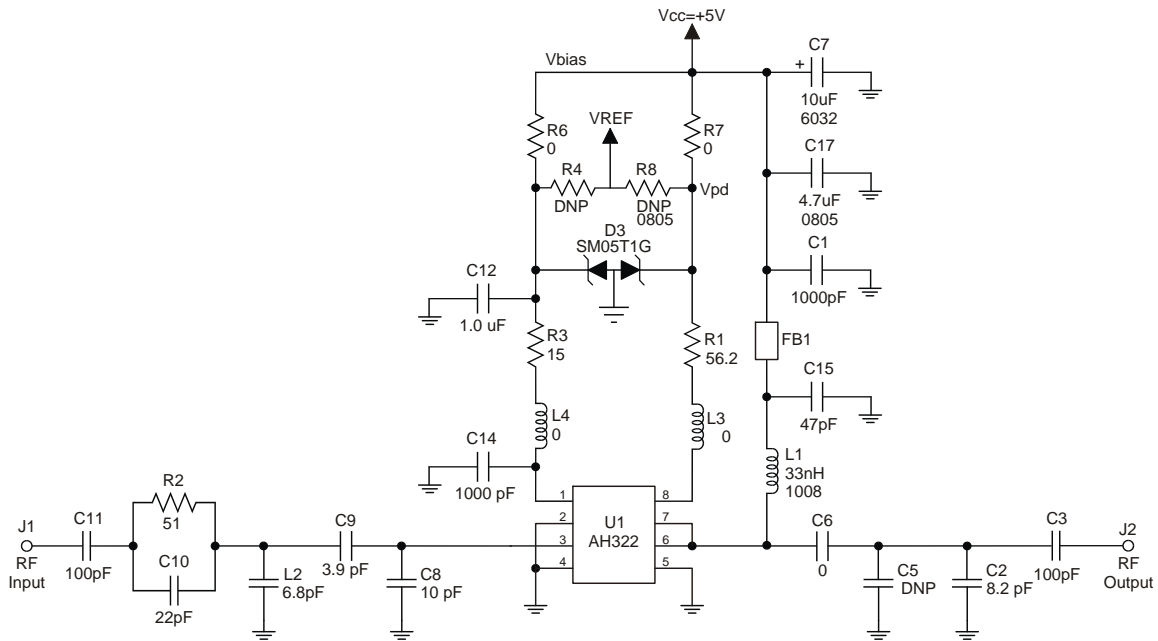 Vcc=+5V
Vbias
C7
+
10uF
6032
R6
0
VREF
R7
0
C17
4.7uF
0805
R4
DNP
R8
DNP
0805
Vpd
D3
SM05T1G
C1
1000pF
C12
1.0 uF
R3
15
R1
56.2
FB1
C15
47pF
L4
0
L3
0
C14
1000 pF
L1
33nH
1008
R2
51
1
2
3
4
U1
AH322
8
7
6
5
J1
RF
Input
C11
100pF
C10
22pF
L2
6.8pF
C9
3.9 pF
C8
10 pF
C6
0
C5
DNP
C2
8.2 pF
C3
100pF
J2
RF
Output